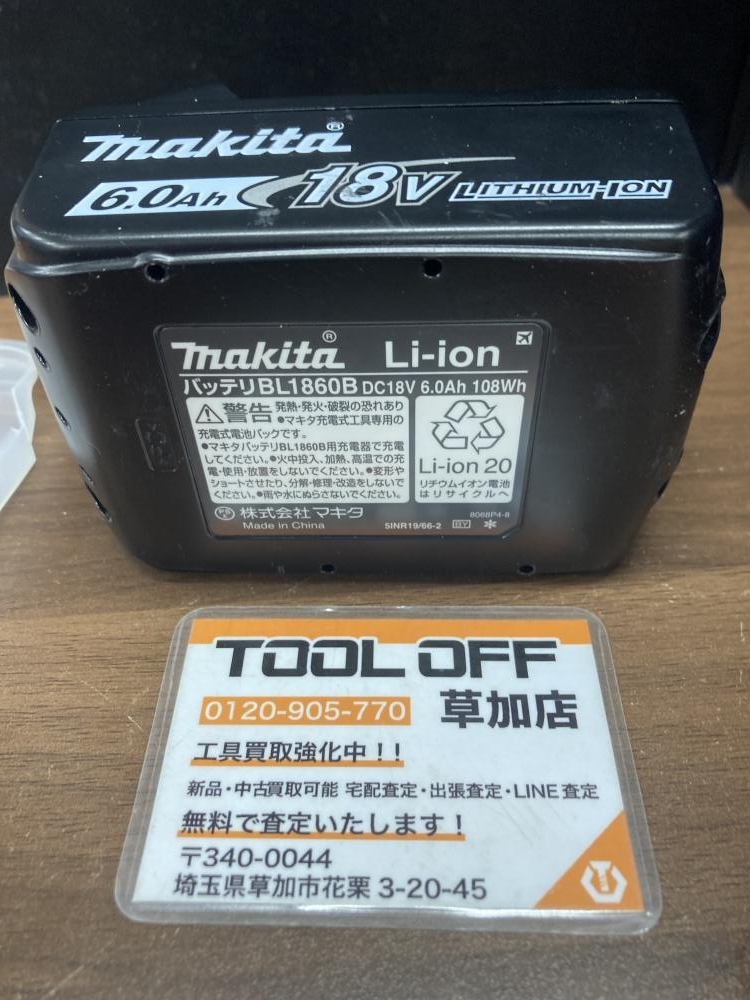 makita®
6.0Ah 18V LITHIUM-ION
makita® Li-ion
バッテリBL1860B DC18V 6.0Ah 108Wh
警告 発熱・発火・破裂の恐れあり
●マキタ充電式工具専用の
充電式電池パックです。
●マキタバッテリBL1860B用充電器で充電
してください。●火中投入、加熱、高温での充
電・使用・放置をしないでください。●変形や
ショートさせたり、分解・修理・改造をしないで
ください。●雨や水にぬらさないでください。
Li-ion 20
リチウムイオン電池
はリサイクルへ
PSE 株式会社 マキタ
Made in China
5INR19/66-2
8068P4-8
TOOL OFF
0120-905-770 草加店
工具買取強化中!!
新品・中古買取可能 宅配査定・出張査定・LINE査定
無料で査定いたします!
〒340-0044
埼玉県草加市花栗 3-20-45